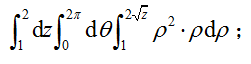 ∫₁² dz ∫₀^{2π} dθ ∫₁^{2-√z} ρ² · ρdρ ;